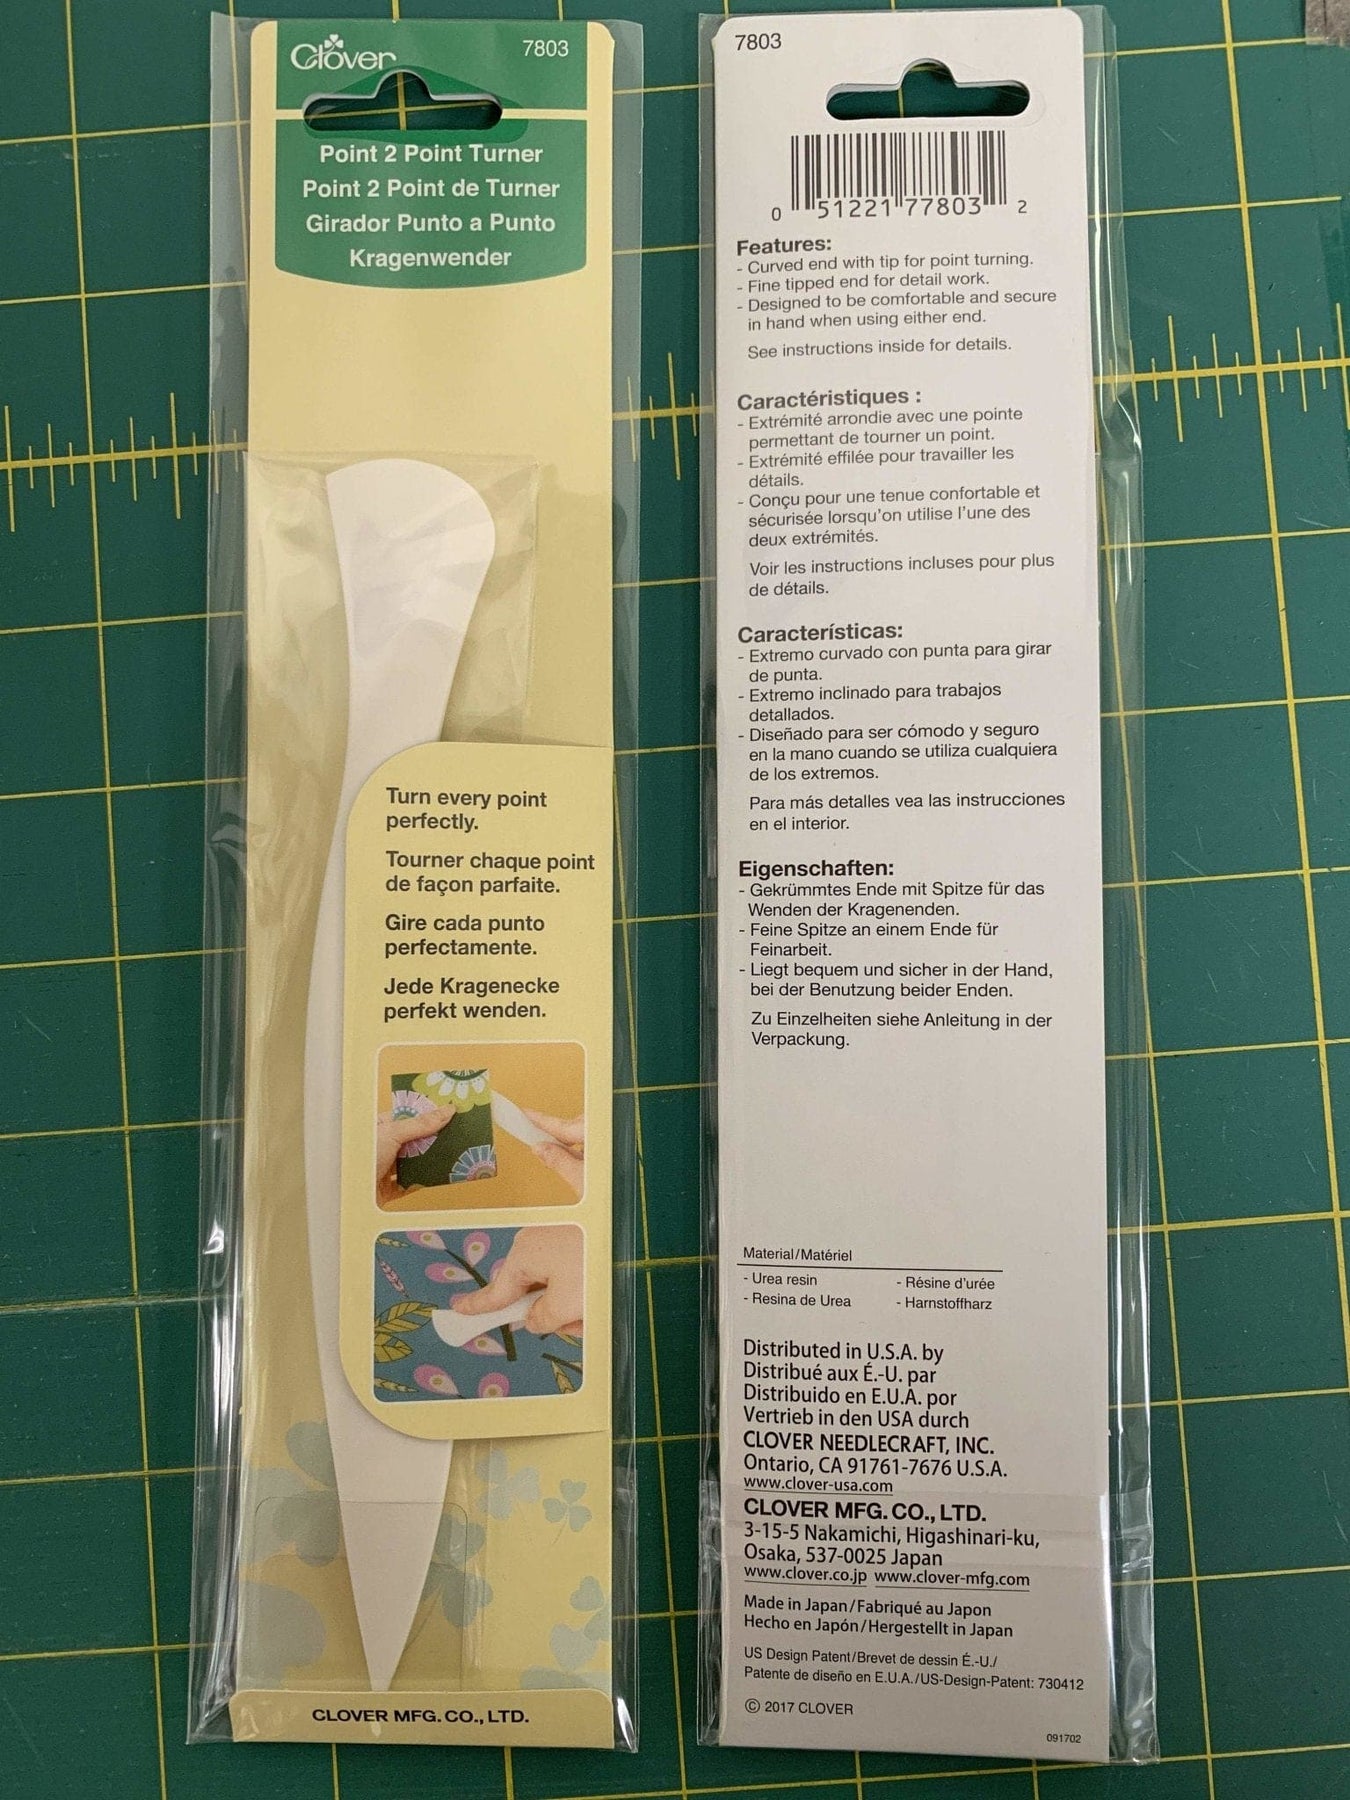 Clover
7803
Point 2 Point Turner
Point 2 Point de Turner
Girador Punto a Punto
Kragenwender
Turn every point
perfectly.
Tourner chaque point
de façon parfaite.
Gire cada punto
perfectamente.
Jede Kragenecke
perfekt wenden.
CLOVER MFG. CO., LTD.
7803
0 51221 77803 2
Features:
- Curved end with tip for point turning.
- Fine tipped end for detail work.
- Designed to be comfortable and secure
in hand when using either end.
See instructions inside for details.
Caractéristiques :
- Extrémité arrondie avec une pointe
permettant de tourner un point.
- Extrémité effilée pour travailler les
détails.
- Conçu pour une tenue confortable et
sécurisée lorsqu'on utilise l'une des
deux extrémités.
Voir les instructions incluses pour plus
de détails.
Características:
- Extremo curvado con punta para girar
de punta.
- Extremo inclinado para trabajos
detallados.
- Diseñado para ser cómodo y seguro
en la mano cuando se utiliza cualquiera
de los extremos.
Para más detalles vea las instrucciones
en el interior.
Eigenschaften:
- Gekrümmtes Ende mit Spitze für das
Wenden der Kragenenden.
- Feine Spitze an einem Ende für
Feinarbeit.
- Liegt bequem und sicher in der Hand,
bei der Benutzung beider Enden.
Zu Einzelheiten siehe Anleitung in der
Verpackung.
Material/Matériel
- Urea resin - Résine d'urée
- Resina de Urea - Harnstoffharz
Distributed in U.S.A. by
Distribué aux É.-U. par
Distribuido en E.U.A. por
Vertrieb in den USA durch
CLOVER NEEDLECRAFT, INC.
Ontario, CA 91761-7676 U.S.A.
www.clover-usa.com
CLOVER MFG. CO., LTD.
3-15-5 Nakamichi, Higashinari-ku,
Osaka, 537-0025 Japan
www.clover.co.jp www.clover-mfg.com
Made in Japan/Fabriqué au Japon
Hecho en Japón/Hergestellt in Japan
US Design Patent/Brevet de dessin É.-U./
Patente de diseño en E.U.A./US-Design-Patent: 730412
© 2017 CLOVER
091702